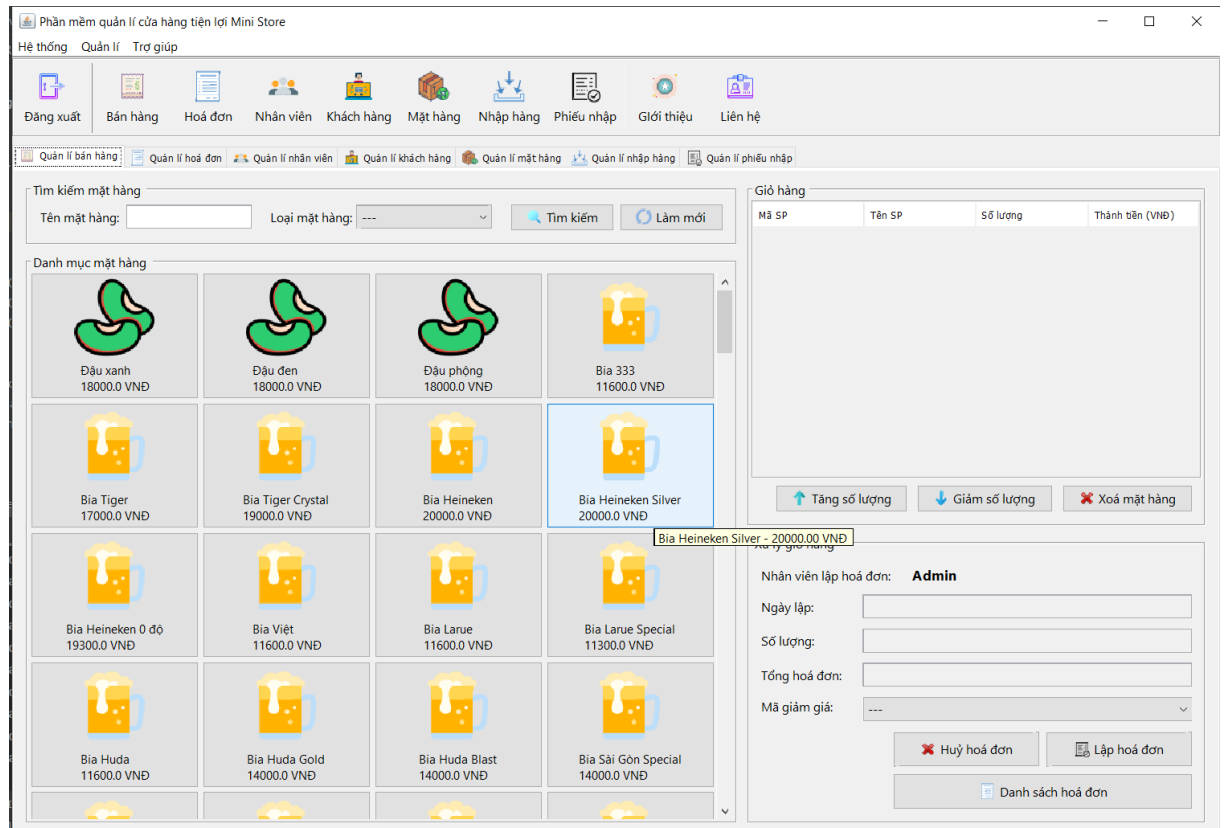 Phần mềm quản lí cửa hàng tiện lợi Mini Store
Hệ thống Quản lí Trợ giúp
Đăng xuất Bán hàng Hoá đơn Nhân viên Khách hàng Mặt hàng Nhập hàng Phiếu nhập Giới thiệu Liên hệ
Quản lí bán hàng Quản lí hoá đơn Quản lí nhân viên Quản lí khách hàng Quản lí mặt hàng Quản lí nhập hàng Quản lí phiếu nhập
Tìm kiếm mặt hàng
Tên mặt hàng: Loại mặt hàng: --- Tìm kiếm Làm mới
Danh mục mặt hàng
Đậu xanh Đậu đen Đậu phộng Bia 333
18000.0 VNĐ 18000.0 VNĐ 18000.0 VNĐ 11600.0 VNĐ
Bia Tiger Bia Tiger Crystal Bia Heineken Bia Heineken Silver
17000.0 VNĐ 19000.0 VNĐ 20000.0 VNĐ 20000.0 VNĐ
Bia Heineken Silver - 20000.00 VNĐ
Bia Heineken 0 độ Bia Việt Bia Larue Bia Larue Special
19300.0 VNĐ 11600.0 VNĐ 11600.0 VNĐ 11300.0 VNĐ
Bia Huda Bia Huda Gold Bia Huda Blast Bia Sài Gòn Special
11600.0 VNĐ 14000.0 VNĐ 14000.0 VNĐ 14000.0 VNĐ
Giỏ hàng
Mã SP Tên SP Số lượng Thành tiền (VNĐ)
Tăng số lượng Giảm số lượng Xoá mặt hàng
Xử lý giỏ hàng
Nhân viên lập hoá đơn: Admin
Ngày lập:
Số lượng:
Tổng hoá đơn:
Mã giảm giá: ---
Huỷ hoá đơn Lập hoá đơn
Danh sách hoá đơn